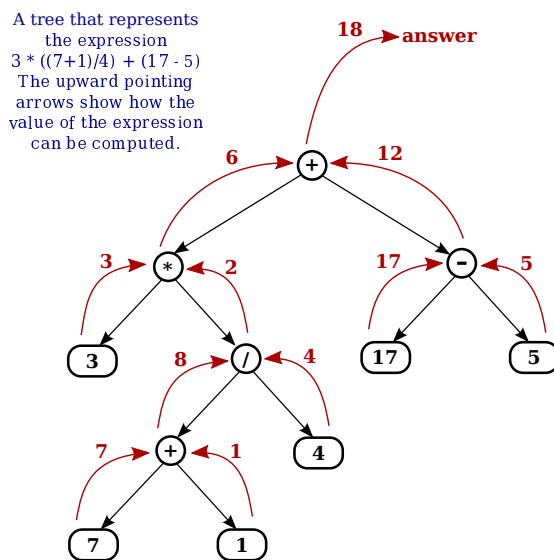 A tree that represents
the expression
3 * ((7+1)/4) + (17 - 5)
The upward pointing
arrows show how the
value of the expression
can be computed.
18 answer
6 + 12
3 * 2 17 - 5
3 8 / 4 17 5
7 + 1 4
7 1